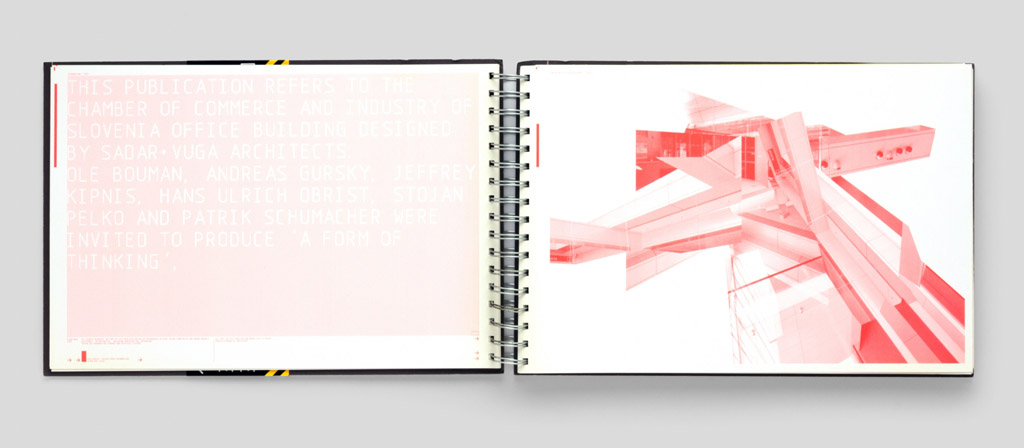 THIS PUBLICATION REFERS TO THE
CHAMBER OF COMMERCE AND INDUSTRY OF
SLOVENIA OFFICE BUILDING DESIGNED
BY SADAR+VUGA ARCHITECTS.
OLE BOUMAN, ANDREAS GURSKY, JEFFREY
KIPNIS, HANS ULRICH OBRIST, STOJAN
PELKO AND PATRIK SCHUMACHER WERE
INVITED TO PRODUCE 'A FORM OF
THINKING'.